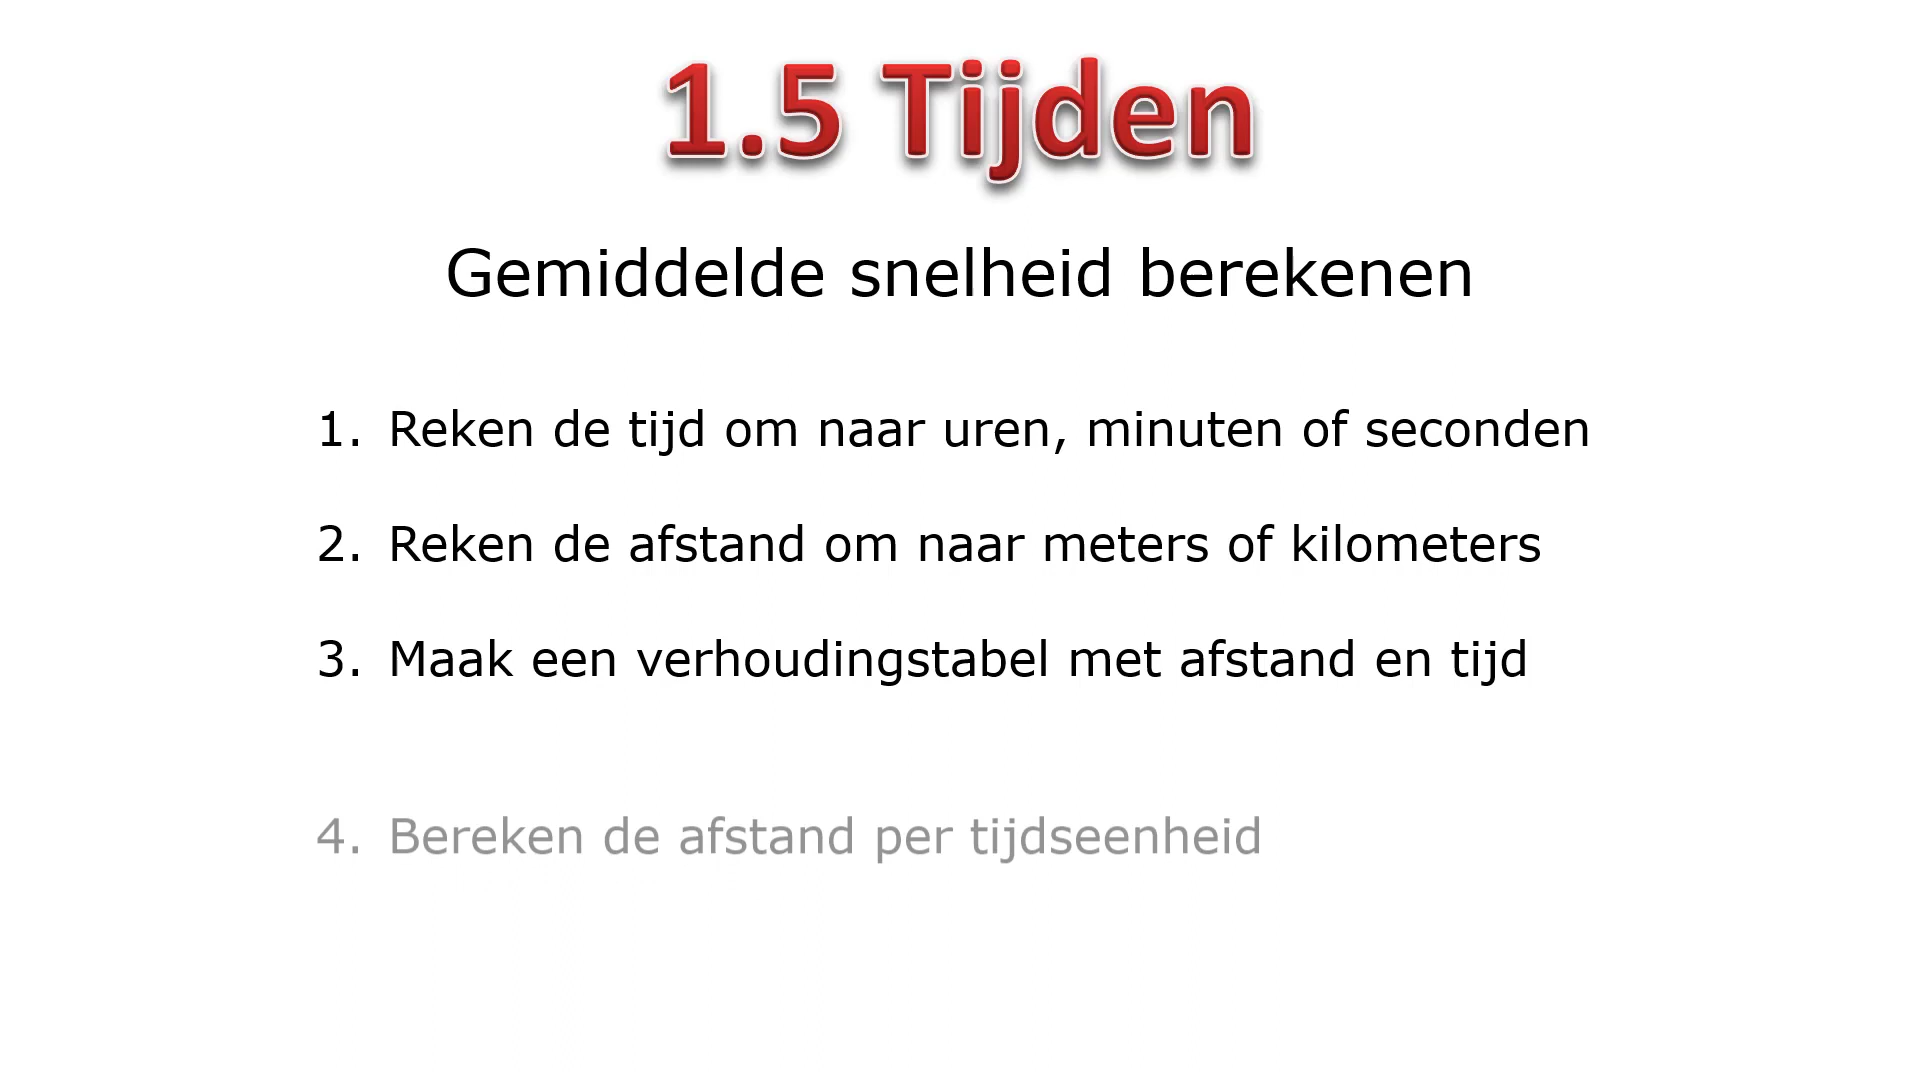 1.5 Tijden
Gemiddelde snelheid berekenen
1. Reken de tijd om naar uren, minuten of seconden
2. Reken de afstand om naar meters of kilometers
3. Maak een verhoudingstabel met afstand en tijd
4. Bereken de afstand per tijdseenheid